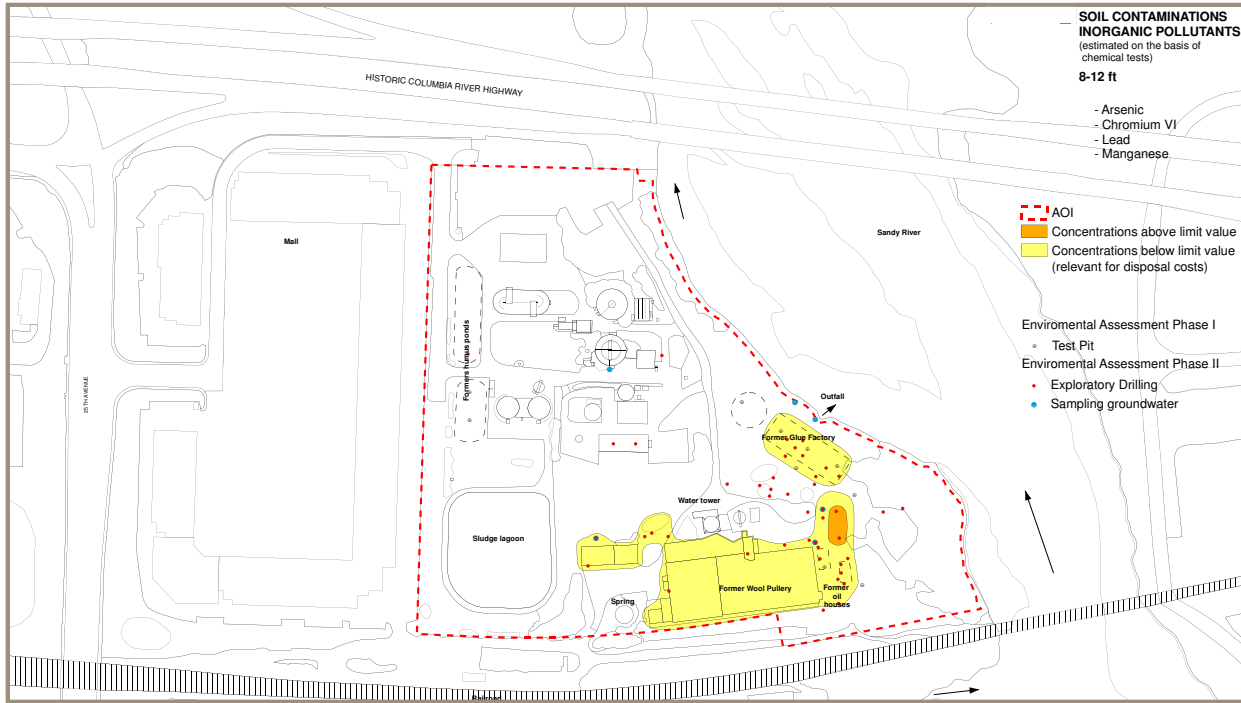 SOIL CONTAMINATIONS
INORGANIC POLLUTANTS
(estimated on the basis of
chemical tests)
8-12 ft
- Arsenic
- Chromium VI
- Lead
- Manganese
HISTORIC COLUMBIA RIVER HIGHWAY
AOI
Concentrations above limit value
Concentrations below limit value
(relevant for disposal costs)
Sandy River
Mall
Enviromental Assessment Phase I
Test Pit
Enviromental Assessment Phase II
Exploratory Drilling
Sampling groundwater
25TH AVENUE
Formers humus ponds
Outfall
Former Glue Factory
Water tower
Sludge lagoon
Former Wool Pullery
Former
oil
houses
Spring
Railroad